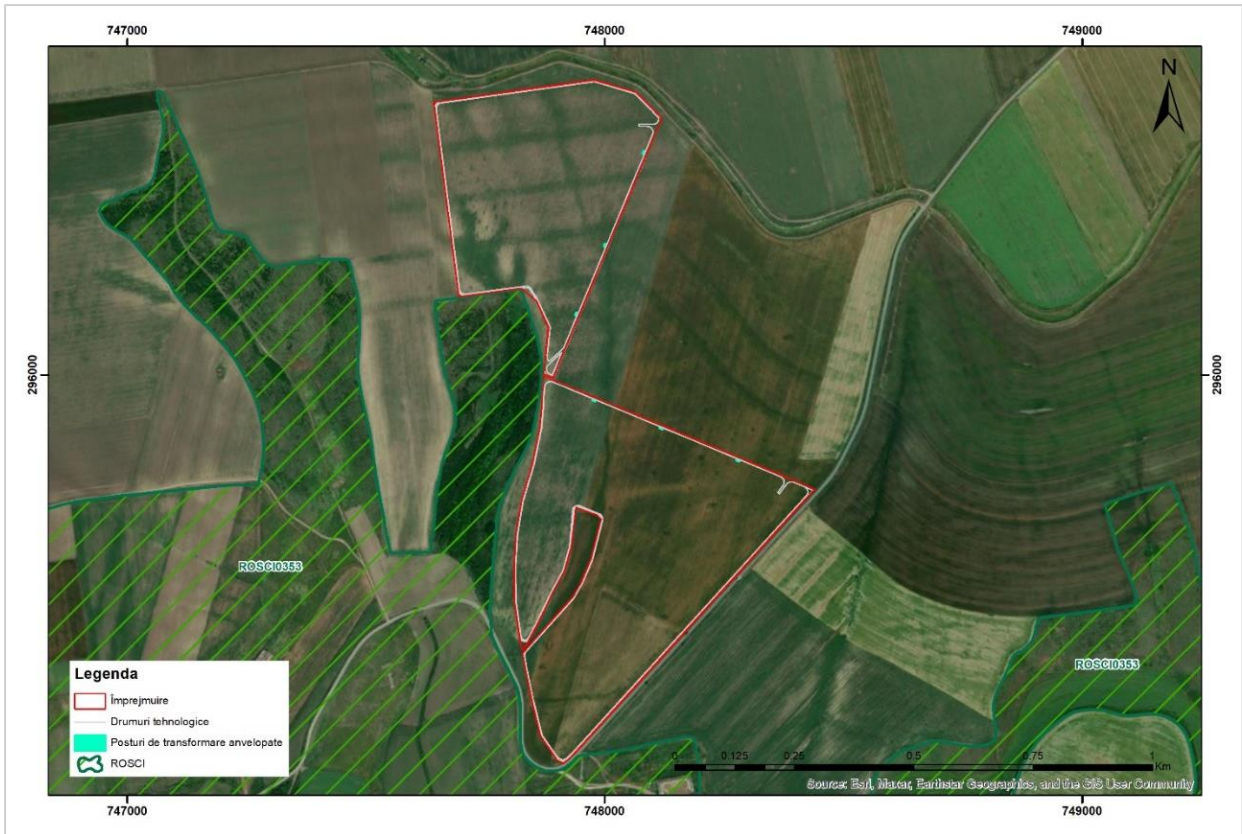 747000 748000 749000
N
296000 296000
ROSCI0353
ROSCI0353
Legenda
Împrejmuire
Drumuri tehnologice
Posturi de transformare anvelopate
ROSCI
0 0.125 0.25 0.5 0.75 1
Km
Source: Esri, Maxar, Earthstar Geographics, and the GIS User Community
747000 748000 749000